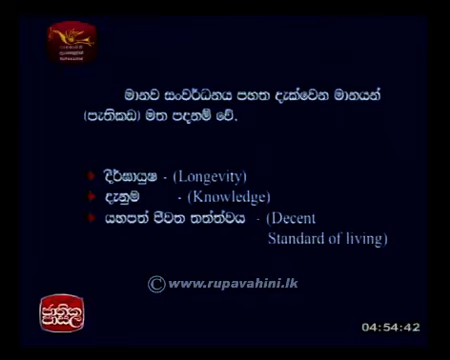 මානව සංවර්ධනය පහත දැක්වෙන මානයන්
(පැතිකඩ) මත පදනම් වේ.
දීර්ඝායුෂ - (Longevity)
දැනුම - (Knowledge)
යහපත් ජීවන තත්ත්වය - (Decent
Standard of living)
© www.rupavahini.lk
ජාතික
පාසල
04:54:42